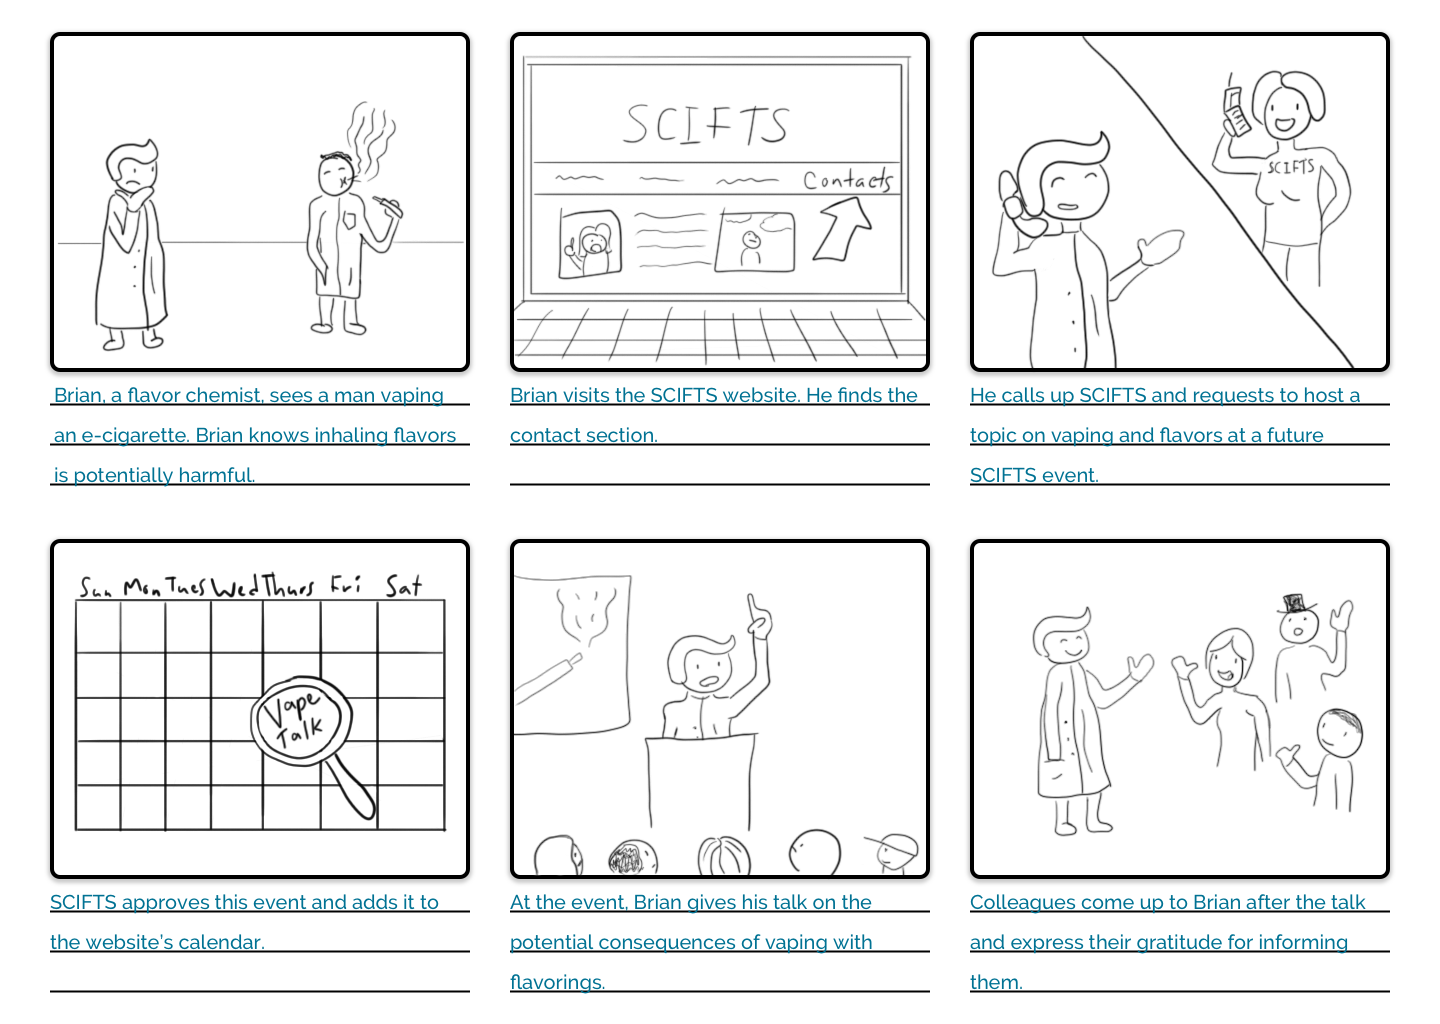 SCIFTS
Contacts
SCIFTS
Brian, a flavor chemist, sees a man vaping
an e-cigarette. Brian knows inhaling flavors
is potentially harmful.
Brian visits the SCIFTS website. He finds the
contact section.
He calls up SCIFTS and requests to host a
topic on vaping and flavors at a future
SCIFTS event.
Sun Mon Tues Wed Thurs Fri Sat
Vape
Talk
SCIFTS approves this event and adds it to
the website's calendar.
At the event, Brian gives his talk on the
potential consequences of vaping with
flavorings.
Colleagues come up to Brian after the talk
and express their gratitude for informing
them.